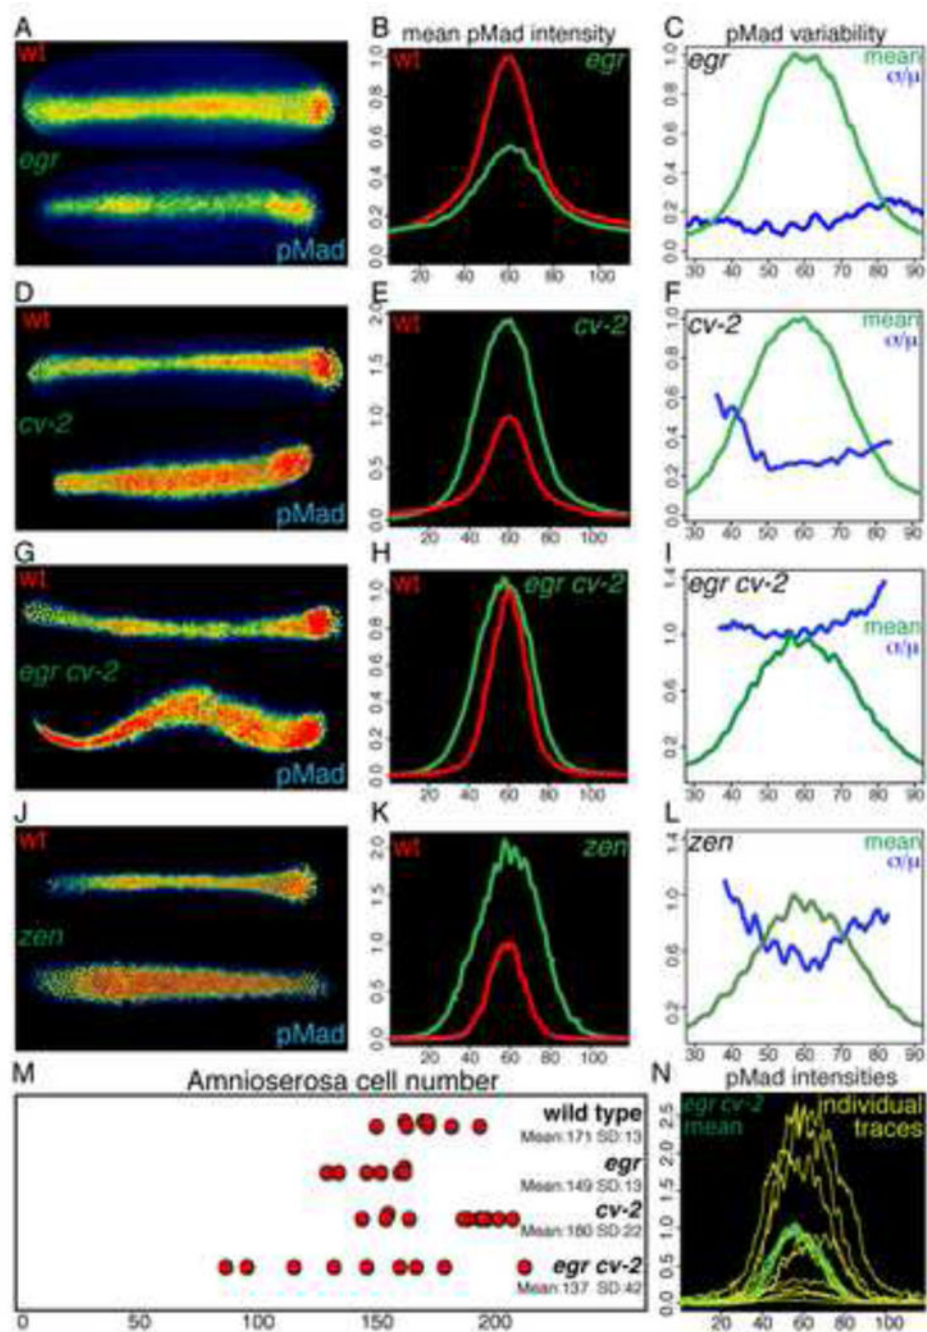 A
wt
egr
pMad
B
mean pMad intensity
wt egr
1.0
0.8
0.6
0.4
0.2
0.0
20 40 60 80 100
C
pMad variability
egr mean
σ/μ
1.0
0.8
0.6
0.4
0.2
0.0
30 40 50 60 70 80 90
D
wt
cv-2
pMad
E
wt cv-2
2.0
1.5
1.0
0.5
0.0
20 40 60 80 100
F
cv-2 mean
σ/μ
1.0
0.8
0.6
0.4
0.2
0.0
30 40 50 60 70 80 90
G
wt
egr cv-2
pMad
H
wt egr cv-2
1.0
0.8
0.6
0.4
0.2
0.0
20 40 60 80 100
I
egr cv-2
mean
σ/μ
1.4
1.0
0.6
0.2
30 40 50 60 70 80 90
J
wt
zen
pMad
K
wt zen
2.0
1.5
1.0
0.5
0.0
20 40 60 80 100
L
zen mean
σ/μ
1.4
1.0
0.6
0.2
30 40 50 60 70 80 90
M
Amnioserosa cell number
wild type
Mean:171 SD:13
egr
Mean:149 SD:13
cv-2
Mean:180 SD:22
egr cv-2
Mean:137 SD:42
0 50 100 150 200
N
pMad intensities
egr cv-2 individual
mean traces
2.5
2.0
1.5
1.0
0.5
0.0
20 40 60 80 100